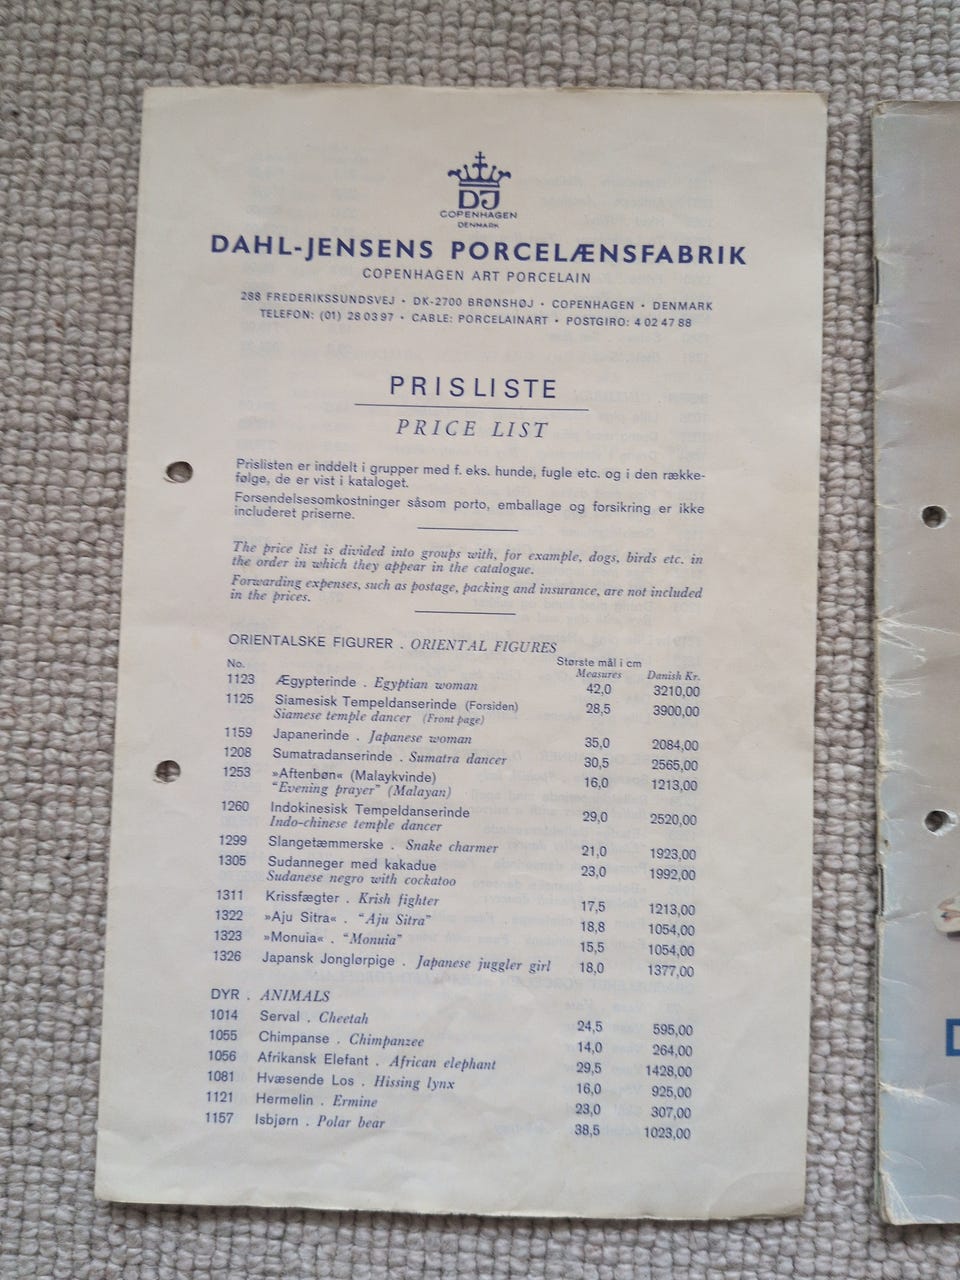 DJ
COPENHAGEN
DENMARK
DAHL-JENSENS PORCELÆNSFABRIK
COPENHAGEN ART PORCELAIN
288 FREDERIKSSUNDSVEJ · DK-2700 BRØNSHØJ · COPENHAGEN · DENMARK
TELEFON: (01) 28 03 97 · CABLE: PORCELAINART · POSTGIRO: 4 02 47 88
PRISLISTE
PRICE LIST
Prislisten er inddelt i grupper med f. eks. hunde, fugle etc. og i den række-
følge, de er vist i kataloget.
Forsendelsesomkostninger såsom porto, emballage og forsikring er ikke
includeret priserne.
The price list is divided into groups with, for example, dogs, birds etc. in
the order in which they appear in the catalogue.
Forwarding expenses, such as postage, packing and insurance, are not included
in the prices.
ORIENTALSKE FIGURER . ORIENTAL FIGURES
No. Største mål i cm
Measures Danish Kr.
1123 Ægypterinde . Egyptian woman 42,0 3210,00
1125 Siamesisk Tempeldanserinde (Forsiden) 28,5 3900,00
Siamese temple dancer (Front page)
1159 Japanerinde . Japanese woman 35,0 2084,00
1208 Sumatradanserinde . Sumatra dancer 30,5 2565,00
1253 »Aftenbøn« (Malaykvinde) 16,0 1213,00
"Evening prayer" (Malayan)
1260 Indokinesisk Tempeldanserinde 29,0 2520,00
Indo-chinese temple dancer
1299 Slangetæmmerske . Snake charmer 21,0 1923,00
1305 Sudanneger med kakadue 23,0 1992,00
Sudanese negro with cockatoo
1311 Krissfægter . Krish fighter 17,5 1213,00
1322 »Aju Sitra« . "Aju Sitra" 18,8 1054,00
1323 »Monuia« . "Monuia" 15,5 1054,00
1326 Japansk Jonglørpige . Japanese juggler girl 18,0 1377,00
DYR . ANIMALS
1014 Serval . Cheetah 24,5 595,00
1055 Chimpanse . Chimpanzee 14,0 264,00
1056 Afrikansk Elefant . African elephant 29,5 1428,00
1081 Hvæsende Los . Hissing lynx 16,0 925,00
1121 Hermelin . Ermine 23,0 307,00
1157 Isbjørn . Polar bear 38,5 1023,00